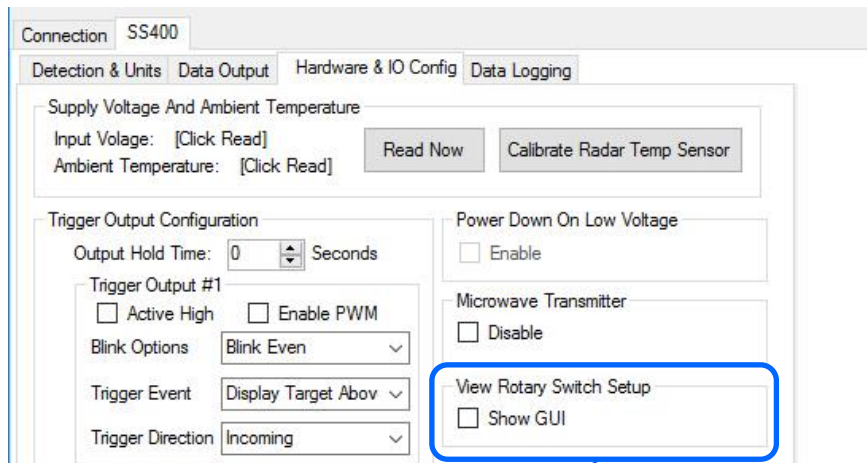 Connection SS400
Detection & Units Data Output Hardware & IO Config Data Logging
Supply Voltage And Ambient Temperature
Input Volage: [Click Read]
Ambient Temperature: [Click Read]
Read Now
Calibrate Radar Temp Sensor
Trigger Output Configuration
Output Hold Time: 0 Seconds
Trigger Output #1
Active High Enable PWM
Blink Options Blink Even
Trigger Event Display Target Abov
Trigger Direction Incoming
Power Down On Low Voltage
Enable
Microwave Transmitter
Disable
View Rotary Switch Setup
Show GUI